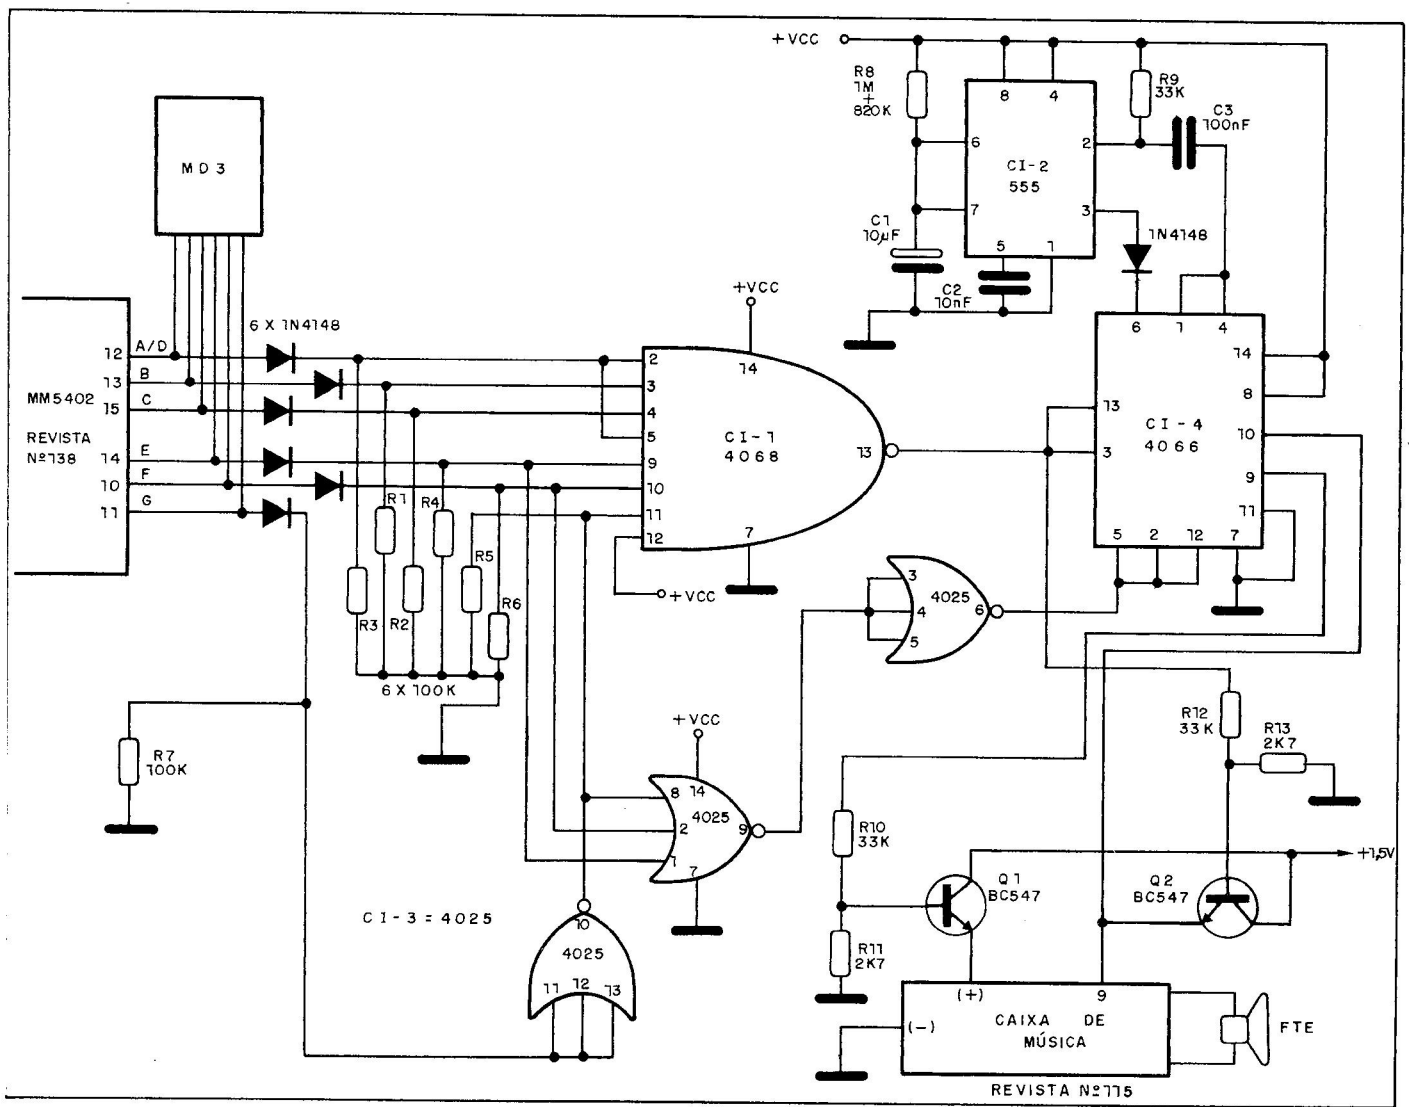 +VCC
R8
1M
+
820K
8
4
R9
33K
C3
100nF
MD3
6
CI-2
555
2
7
3
C1
10µF
5
1
1N4148
C2
10nF
+VCC
6 X 1N4148
6
1
4
12
A/D
2
14
14
13
B
3
8
MM5402
15
C
4
13
CI-4
4066
10
REVISTA
Nº138
5
CI-1
4068
13
3
9
14
E
9
10
F
10
11
G
R1
R4
11
11
12
7
5
2
12
7
R5
+VCC
3
4025
4
6
5
R3
R2
R6
6 X 100K
+VCC
R12
33K
R13
2K7
R7
100K
8
14
2
4025
9
1
7
R10
33K
+1,5V
Q1
BC547
Q2
BC547
CI-3 = 4025
10
4025
11
12
13
R11
2K7
(+)
9
(-)
CAIXA DE
MÚSICA
FTE
REVISTA Nº115